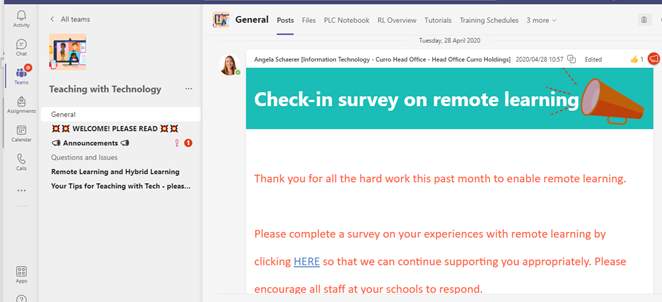 Activity
Chat
Teams
Assignments
Calendar
Calls
Apps
All teams
Teaching with Technology
General
WELCOME! PLEASE READ
Announcements
1
Questions and Issues
Remote Learning and Hybrid Learning
Your Tips for Teaching with Tech - pleas...
General Posts Files PLC Notebook RL Overview Tutorials Training Schedules 3 more
Tuesday, 28 April 2020
Angela Schaerer [Information Technology - Curro Head Office - Head Office Curro Holdings] 2020/04/28 10:57 Edited 1
Check-in survey on remote learning
Thank you for all the hard work this past month to enable remote learning.
Please complete a survey on your experiences with remote learning by
clicking HERE so that we can continue supporting you appropriately. Please
encourage all staff at your schools to respond.